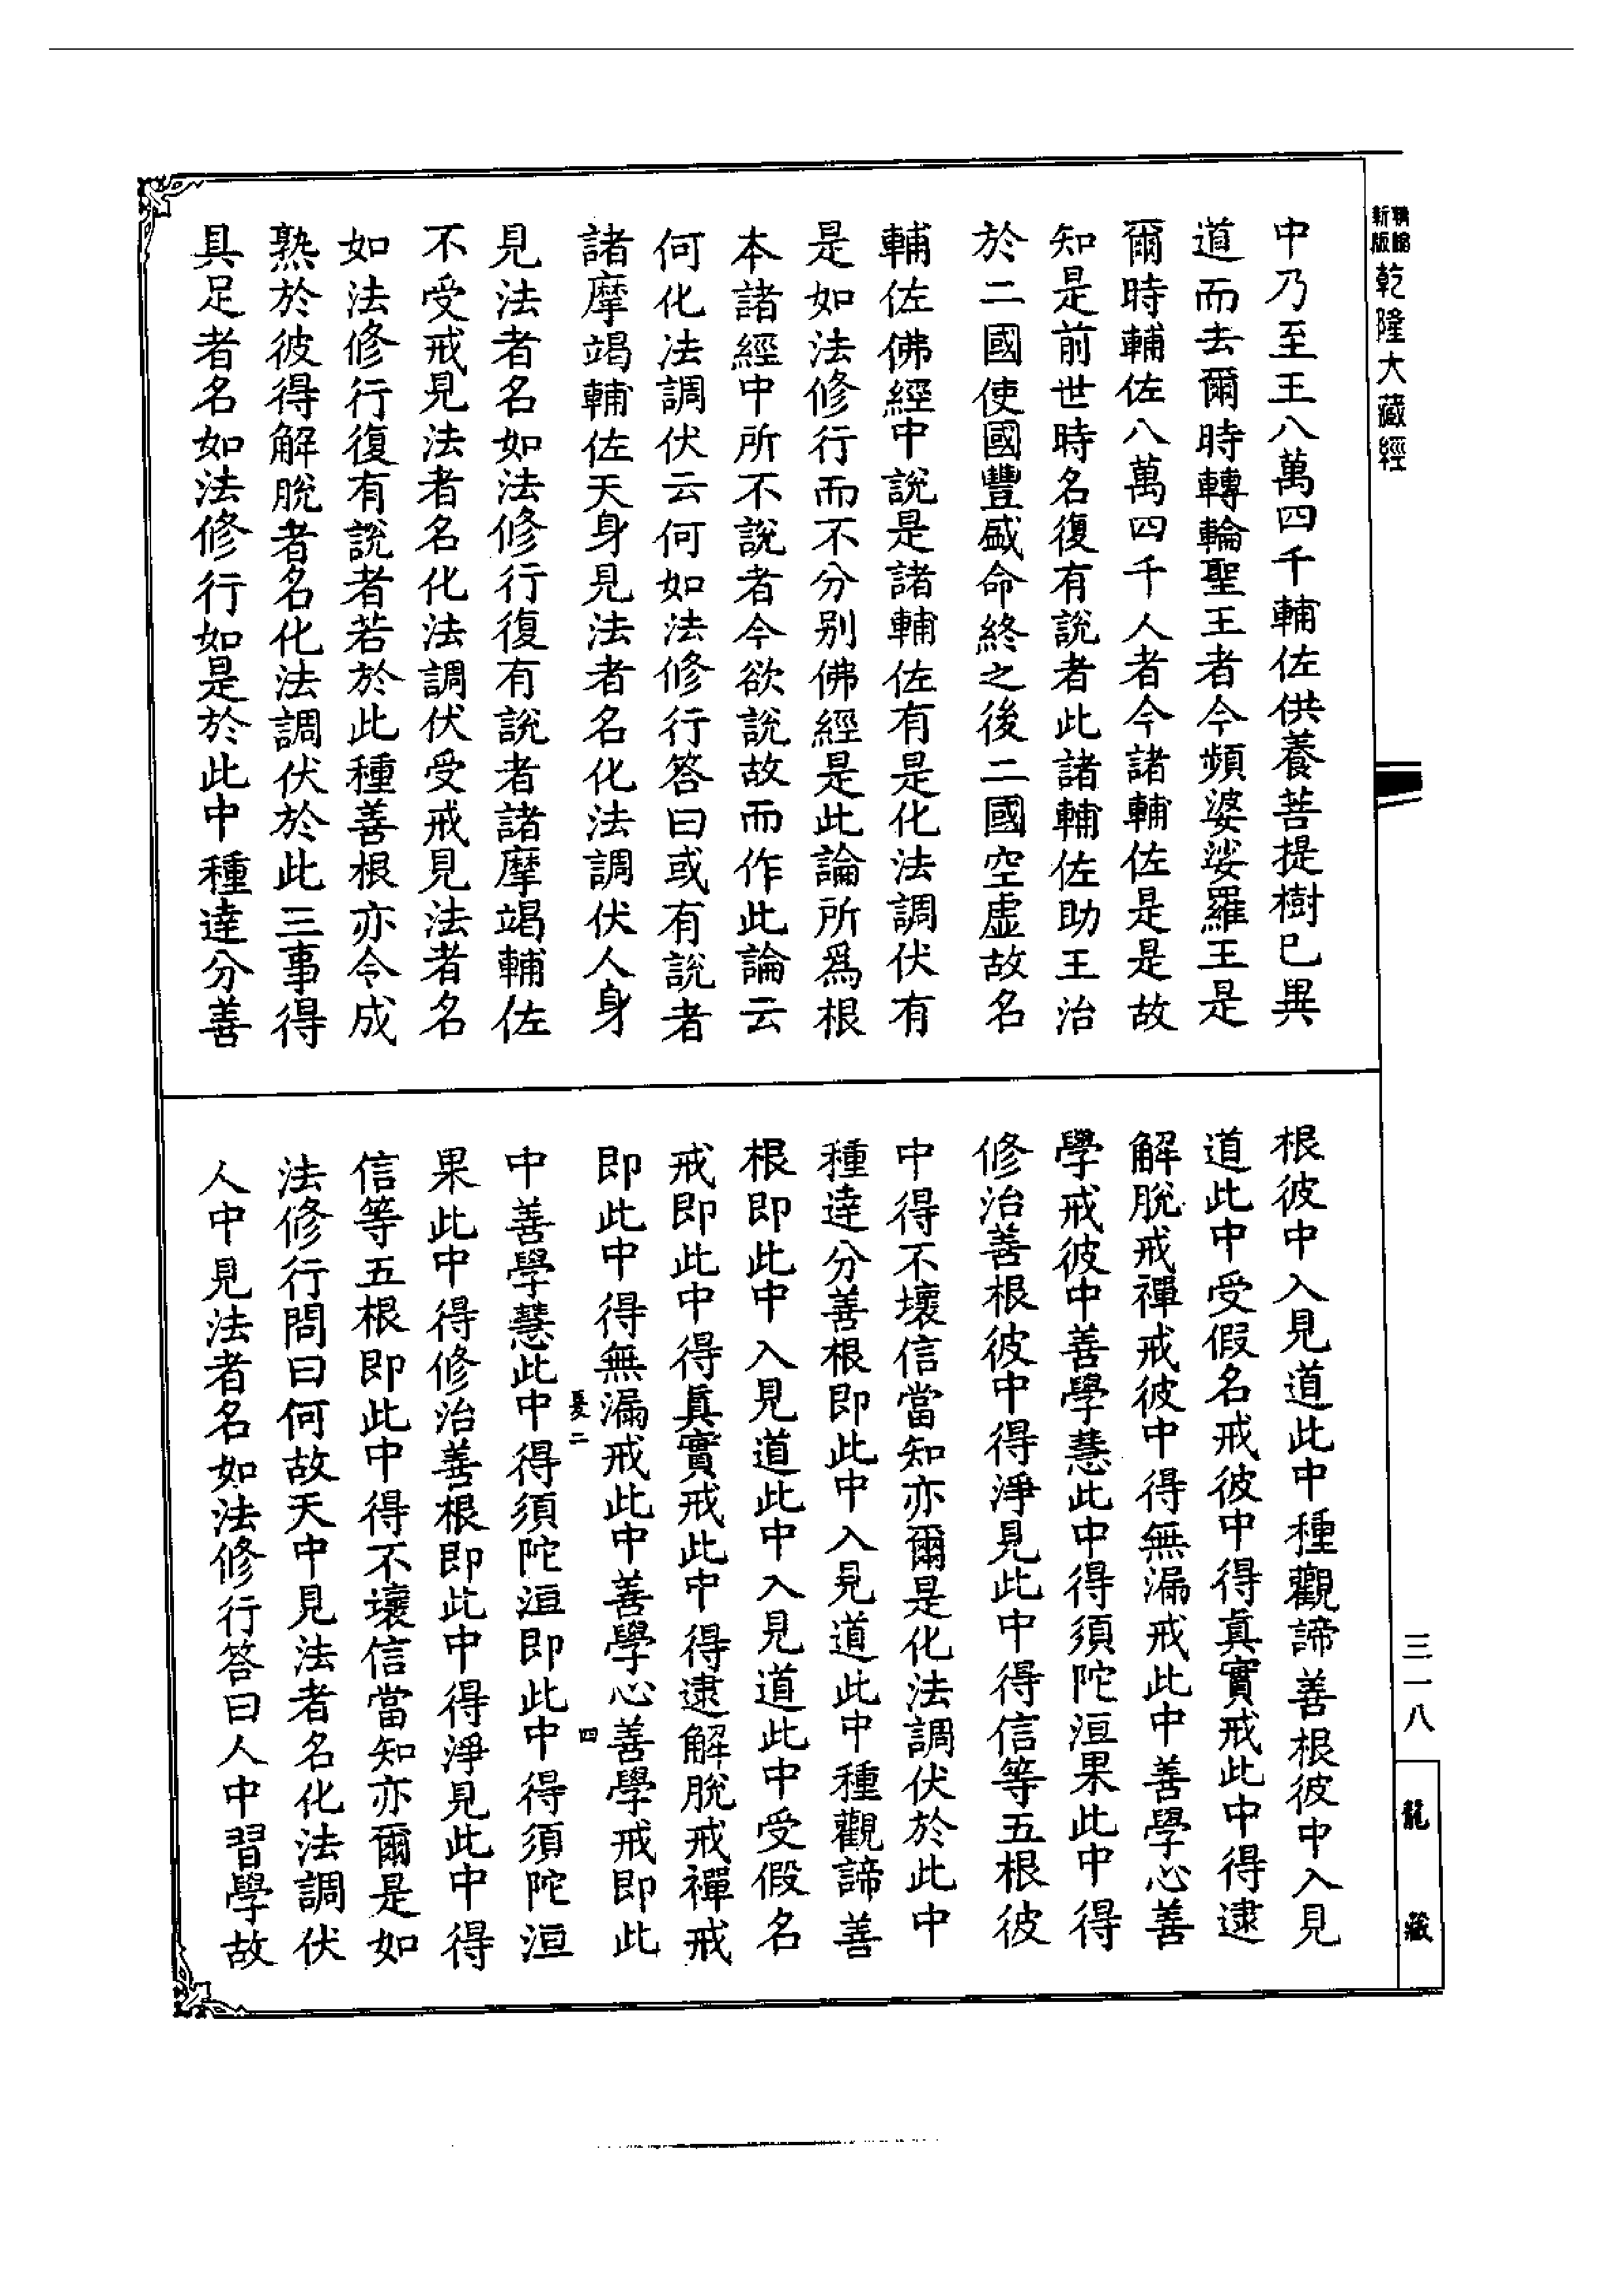 乾隆大藏經
中乃至王八萬四千輔佐供養菩提樹已異
道而去爾時轉輪聖王者今頻婆娑羅王是
爾時輔佐八萬四千人者今諸輔佐是是故
知是前世時名復有說者此諸輔佐助王治
於二國使國豐盛命終之後二國空虛故名
輔佐佛經中說是諸輔佐有是化法調伏有
是如法修行而不分別佛經是此論所爲根
本諸經中所不說者今欲說故而作此論云
何化法調伏云何如法修行答曰或有說者
諸摩竭輔佐天身見法者名化法調伏人身
見法者名如法修行復有說者諸摩竭輔佐
不受戒見法者名化法調伏受戒見法者名
如法修行復有說者若於此種善根亦令成
熟於彼得解脫者名化法調伏於此三事得
具足者名如法修行如是於此中種達分善
根彼中入見道此中種觀諦善根彼中入見
道此中受假名戒彼中得真實戒此中得逮
解脫戒禪戒彼中得無漏戒此中善學心善
學戒彼中善學慧此中得須陀洹果此中得
修治善根彼中得淨見此中得信等五根彼
中得不壞信當知亦爾是化法調伏於此中
種達分善根即此中入見道此中種觀諦善
根即此中入見道此中入見道此中受假名
戒即此中得真實戒此中得逮解脫戒禪戒
即此中得無漏戒此中善學心善學戒即此
中善學慧此中得須陀洹即此中得須陀洹
果此中得修治善根即此中得淨見此中得
信等五根即此中得不壞信當知亦爾是如
法修行問曰何故天中見法者名化法調伏
人中見法者名如法修行答曰人中習學故
三一八
龍藏